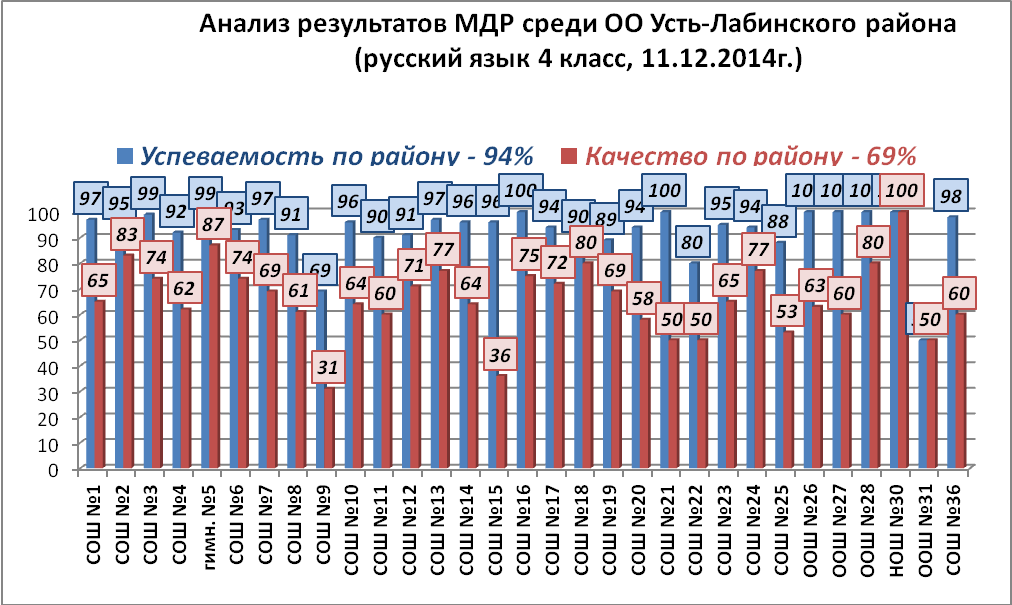 Анализ результатов МДР среди ОО Усть-Лабинского района
(русский язык 4 класс, 11.12.2014г.)
Успеваемость по району - 94% Качество по району - 69%
97 95 99 92 99 93 97 91 69 96 90 91 97 96 96 100 94 90 89 94 100 80 95 94 88 10 10 10 98
65 83 74 62 87 74 69 61 31 64 60 71 77 64 36 75 72 80 69 58 50 50 65 77 53 63 60 80 100 50 60
100
90
80
70
60
50
40
30
20
10
0
СОШ №1
СОШ №2
СОШ №3
СОШ №4
гимн. №5
СОШ №6
СОШ №7
СОШ №8
СОШ №9
СОШ №10
СОШ №11
СОШ №12
СОШ №13
СОШ №14
СОШ №15
СОШ №16
СОШ №17
СОШ №18
СОШ №19
СОШ №20
СОШ №21
СОШ №22
СОШ №23
СОШ №24
СОШ №25
ООШ №26
ООШ №27
ООШ №28
НОШ №30
ООШ №31
СОШ №36